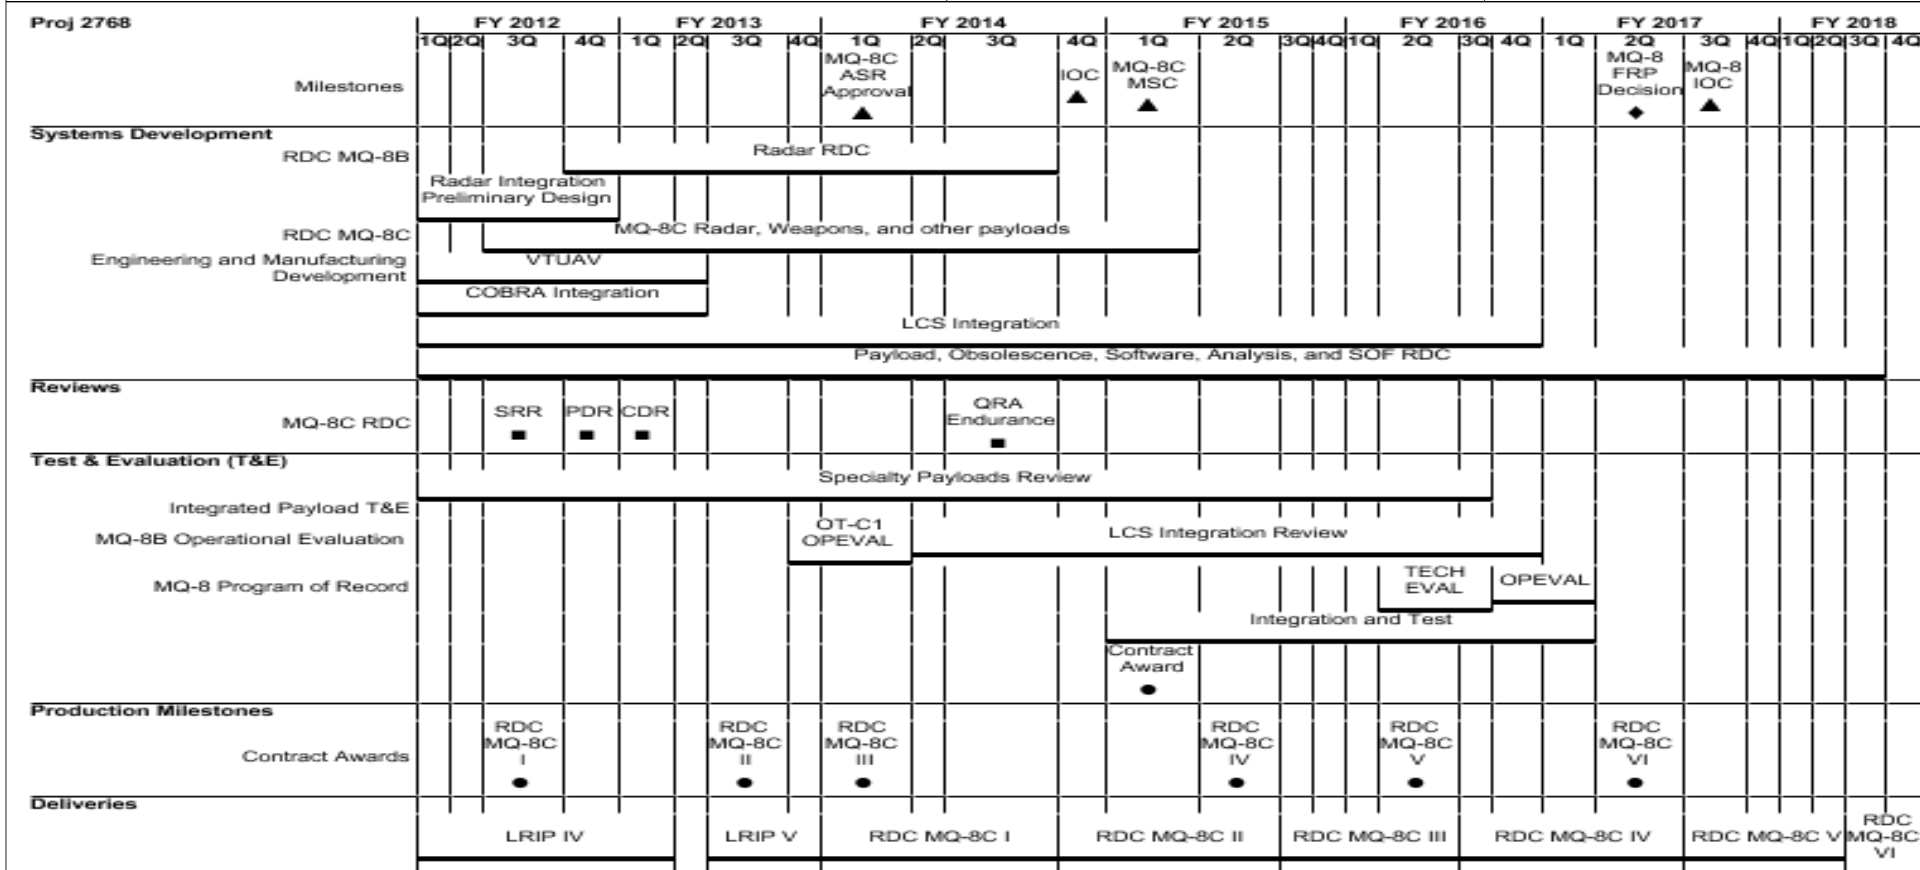 Proj 2768 FY 2012 FY 2013 FY 2014 FY 2015 FY 2016 FY 2017 FY 2018
1Q 2Q 3Q 4Q 1Q 2Q 3Q 4Q 1Q 2Q 3Q 4Q 1Q 2Q 3Q 4Q 1Q 2Q 3Q 4Q 1Q 2Q 3Q 4Q 1Q 2Q 3Q 4Q
Milestones
MQ-8C
ASR
Approval
IOC
MQ-8C
MSC
MQ-8
FRP
Decision
MQ-8
IOC
Systems Development
RDC MQ-8B
Radar RDC
Radar Integration
Preliminary Design
RDC MQ-8C
MQ-8C Radar, Weapons, and other payloads
Engineering and Manufacturing
Development
VTUAV
COBRA Integration
LCS Integration
Payload, Obsolescence, Software, Analysis, and SOF RDC
Reviews
MQ-8C RDC
SRR
PDR
CDR
QRA
Endurance
Test & Evaluation (T&E)
Specialty Payloads Review
Integrated Payload T&E
MQ-8B Operational Evaluation
OT-C1
OPEVAL
LCS Integration Review
MQ-8 Program of Record
TECH
EVAL
OPEVAL
Integration and Test
Contract
Award
Production Milestones
Contract Awards
RDC
MQ-8C
I
RDC
MQ-8C
II
RDC
MQ-8C
III
RDC
MQ-8C
IV
RDC
MQ-8C
V
RDC
MQ-8C
VI
Deliveries
LRIP IV
LRIP V
RDC MQ-8C I
RDC MQ-8C II
RDC MQ-8C III
RDC MQ-8C IV
RDC MQ-8C V
RDC
MQ-8C
VI